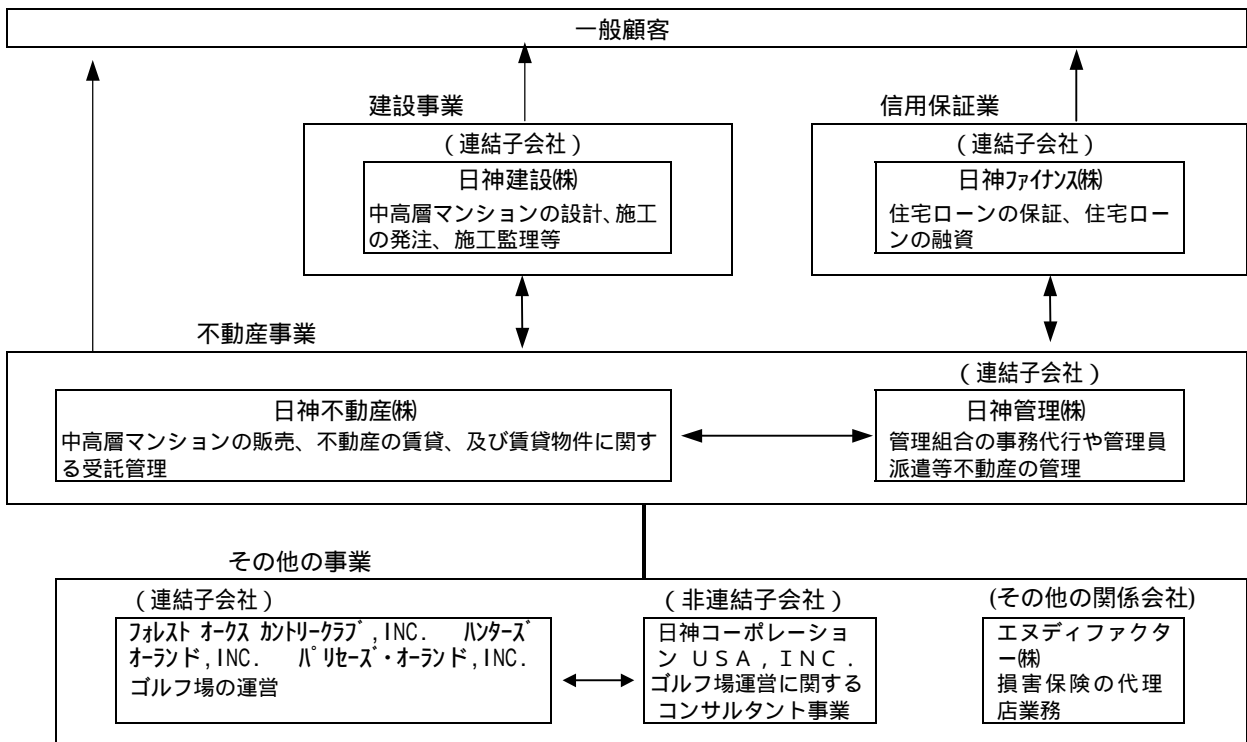 一般顧客
建設事業
信用保証業
(連結子会社)
日神建設㈱
中高層マンションの設計、施工
の発注、施工監理等
(連結子会社)
日神ﾌｧｲﾅﾝｽ㈱
住宅ローンの保証、住宅ロー
ンの融資
不動産事業
日神不動産㈱
中高層マンションの販売、不動産の賃貸、及び賃貸物件に関す
る受託管理
(連結子会社)
日神管理㈱
管理組合の事務代行や管理員
派遣等不動産の管理
その他の事業
(連結子会社)
ﾌｫﾚｽﾄ ｵｰｸｽ ｶﾝﾄﾘｰｸﾗﾌﾞ,INC. ﾊﾝﾀｰｽﾞ
ｵｰﾗﾝﾄﾞ,INC. ﾊﾟﾘｾｰｽﾞ・ｵｰﾗﾝﾄﾞ,INC.
ゴルフ場の運営
(非連結子会社)
日神コーポレーショ
ン USA,INC.
ゴルフ場運営に関する
コンサルタント事業
(その他の関係会社)
エヌディファクタ
ー㈱
損害保険の代理
店業務